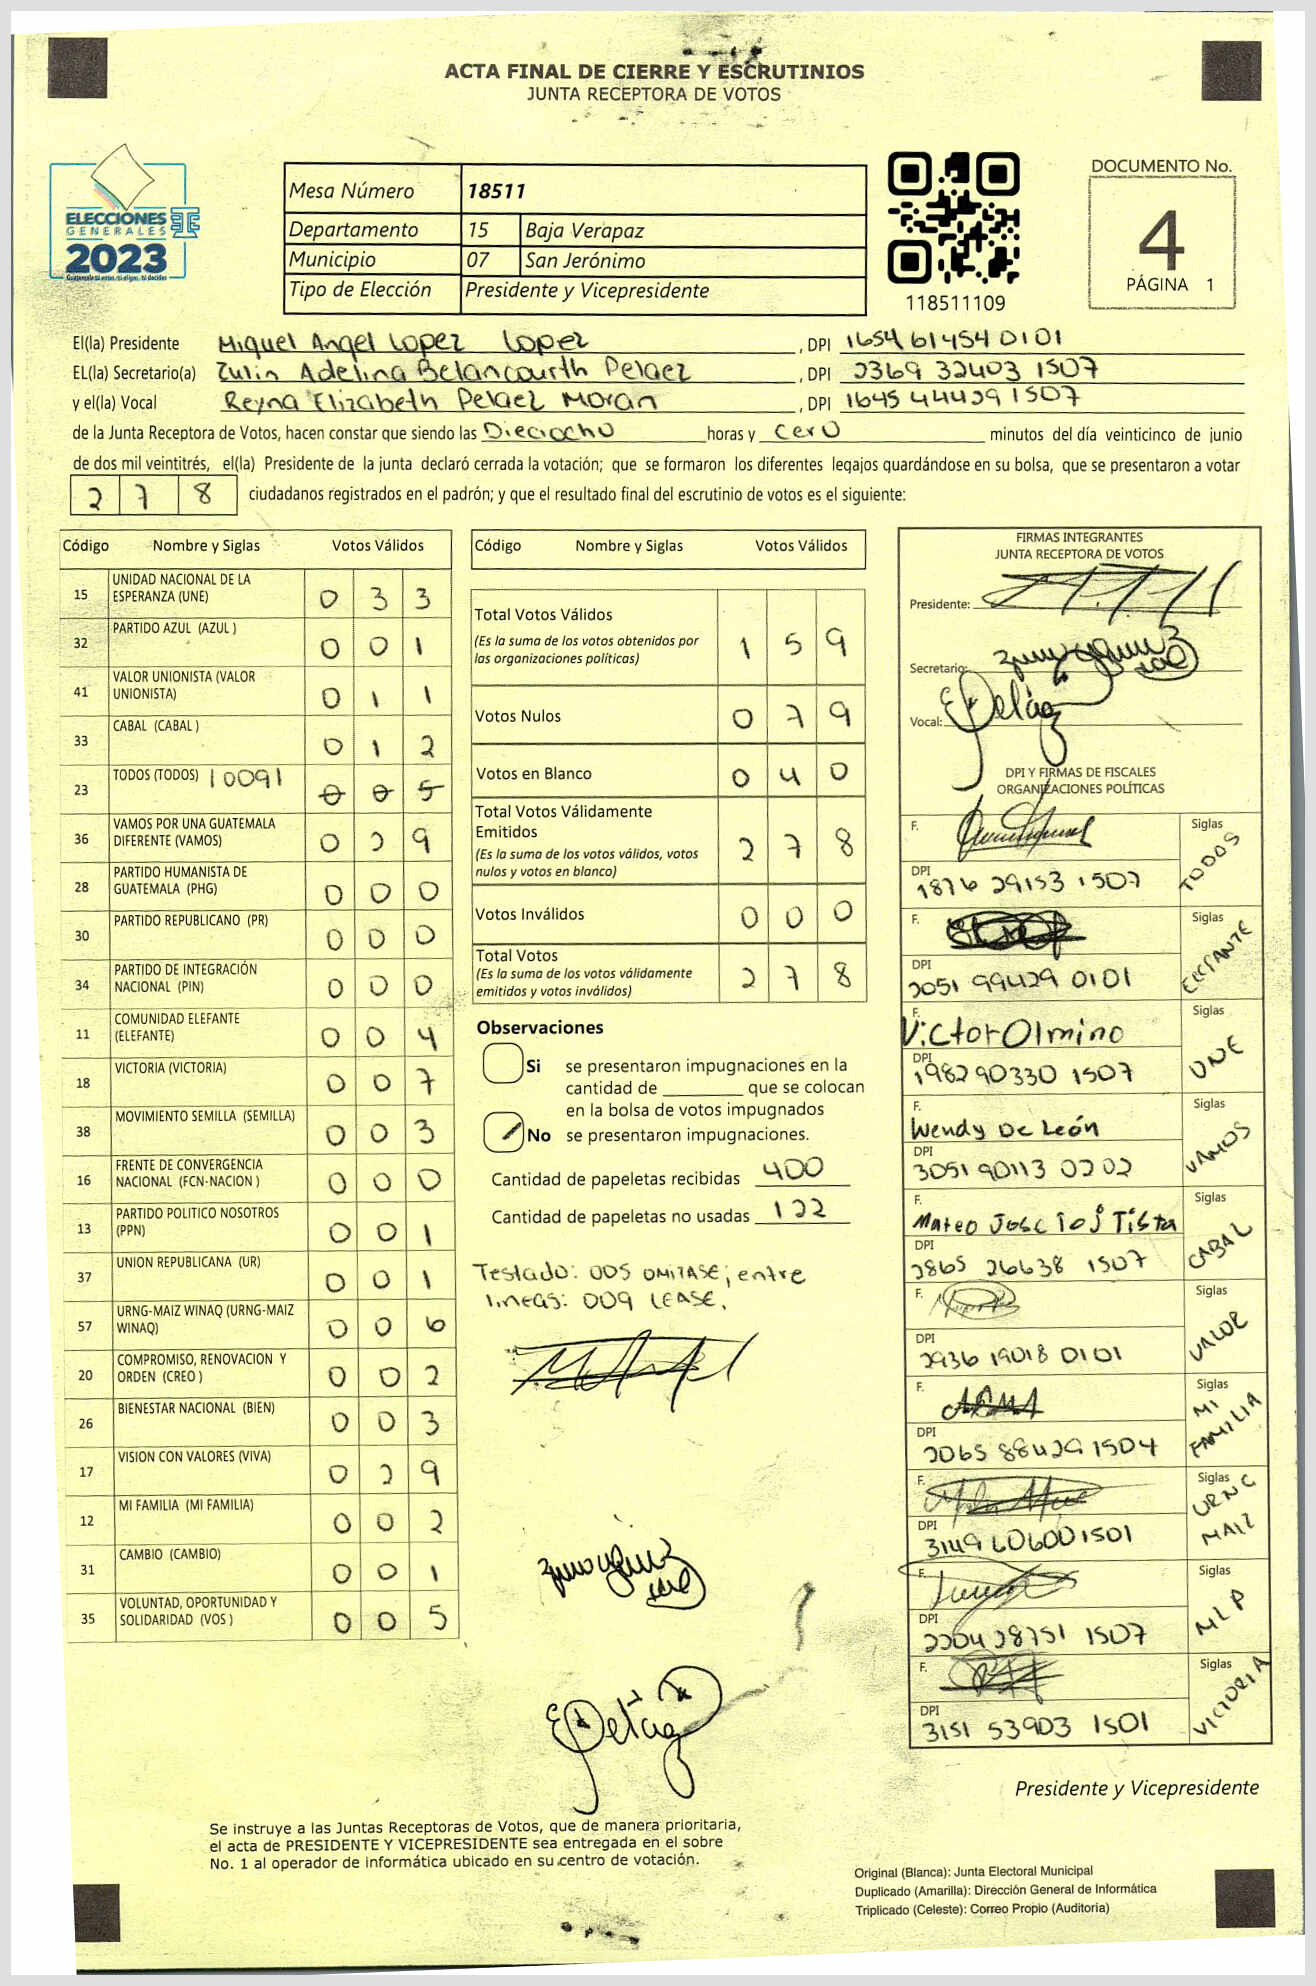 ACTA FINAL DE CIERRE Y ESCRUTINIOS
JUNTA RECEPTORA DE VOTOS
ELECCIONES
GENERALES
2023
Mesa Número 18511
Departamento 15 Baja Verapaz
Municipio 07 San Jerónimo
Tipo de Elección Presidente y Vicepresidente
118511109
DOCUMENTO No.
4
PÁGINA 1
El(la) Presidente Miguel Angel Lopez Lopez, DPI 1654 61454 0101
EL(la) Secretario(a) Zulin Adelina Betancourth Pelaez, DPI 2369 32403 1507
y el(la) Vocal Reyna Elizabeth Pelaez Moran, DPI 1645 44429 1507
de la Junta Receptora de Votos, hacen constar que siendo las Dieciocho horas y cero minutos del día veinticinco de junio
de dos mil veintitrés, el(la) Presidente de la junta declaró cerrada la votación; que se formaron los diferentes legajos guardándose en su bolsa, que se presentaron a votar
278 ciudadanos registrados en el padrón; y que el resultado final del escrutinio de votos es el siguiente:
Código Nombre y Siglas Votos Válidos
15 UNIDAD NACIONAL DE LA ESPERANZA (UNE) 0 3 3
32 PARTIDO AZUL (AZUL ) 0 0 1
41 VALOR UNIONISTA (VALOR UNIONISTA) 0 1 1
33 CABAL (CABAL ) 0 1 2
23 TODOS (TODOS) 10091 0 0 5
36 VAMOS POR UNA GUATEMALA DIFERENTE (VAMOS) 0 2 9
28 PARTIDO HUMANISTA DE GUATEMALA (PHG) 0 0 0
30 PARTIDO REPUBLICANO (PR) 0 0 0
34 PARTIDO DE INTEGRACIÓN NACIONAL (PIN) 0 0 0
11 COMUNIDAD ELEFANTE (ELEFANTE) 0 0 4
18 VICTORIA (VICTORIA) 0 0 7
38 MOVIMIENTO SEMILLA (SEMILLA) 0 0 3
16 FRENTE DE CONVERGENCIA NACIONAL (FCN-NACION ) 0 0 0
13 PARTIDO POLITICO NOSOTROS (PPN) 0 0 1
37 UNION REPUBLICANA (UR) 0 0 1
57 URNG-MAIZ WINAQ (URNG-MAIZ WINAQ) 0 0 6
20 COMPROMISO, RENOVACION Y ORDEN (CREO ) 0 0 2
26 BIENESTAR NACIONAL (BIEN) 0 0 3
17 VISION CON VALORES (VIVA) 0 2 9
12 MI FAMILIA (MI FAMILIA) 0 0 2
31 CAMBIO (CAMBIO) 0 0 1
35 VOLUNTAD, OPORTUNIDAD Y SOLIDARIDAD (VOS ) 0 0 5
Código Nombre y Siglas Votos Válidos
Total Votos Válidos 1 5 9
(Es la suma de los votos obtenidos por
las organizaciones políticas)
Votos Nulos 0 7 9
Votos en Blanco 0 4 0
Total Votos Válidamente
Emitidos 2 7 8
(Es la suma de los votos válidos, votos
nulos y votos en blanco)
Votos Inválidos 0 0 0
Total Votos 2 7 8
(Es la suma de los votos válidamente
emitidos y votos inválidos)
Observaciones
Si se presentaron impugnaciones en la
cantidad de ________ que se colocan
en la bolsa de votos impugnados
No se presentaron impugnaciones.
Cantidad de papeletas recibidas 400
Cantidad de papeletas no usadas 122
Testado: 005 OMITASE; entre
lineas: 009 LEASE.
EPeláez
FIRMAS INTEGRANTES
JUNTA RECEPTORA DE VOTOS
Presidente:
Secretario:
Vocal: EPeláez
DPI Y FIRMAS DE FISCALES
ORGANIZACIONES POLÍTICAS
F. Siglas TODOS
DPI 1876 29153 1507
F. Siglas ELEFANTE
DPI 2051 99429 0101
F. Victor Olmino Siglas UNE
DPI 1982 90330 1507
F. Wendy De León Siglas VAMOS
DPI 3051 90113 0202
F. Mateo Jose Toj Tista Siglas CABAL
DPI 2865 26638 1507
F. Siglas VALOR
DPI 2936 19018 0101
F. Siglas MI FAMILIA
DPI 2065 88429 1504
F. Siglas URNG MAIZ
DPI 3149 60600 1501
F. Siglas MLP
DPI 2204 28751 1507
F. Siglas VICTORIA
DPI 3151 53903 1501
Presidente y Vicepresidente
Se instruye a las Juntas Receptoras de Votos, que de manera prioritaria,
el acta de PRESIDENTE Y VICEPRESIDENTE sea entregada en el sobre
No. 1 al operador de informática ubicado en su centro de votación.
Original (Blanca): Junta Electoral Municipal
Duplicado (Amarilla): Dirección General de Informática
Triplicado (Celeste): Correo Propio (Auditoria)